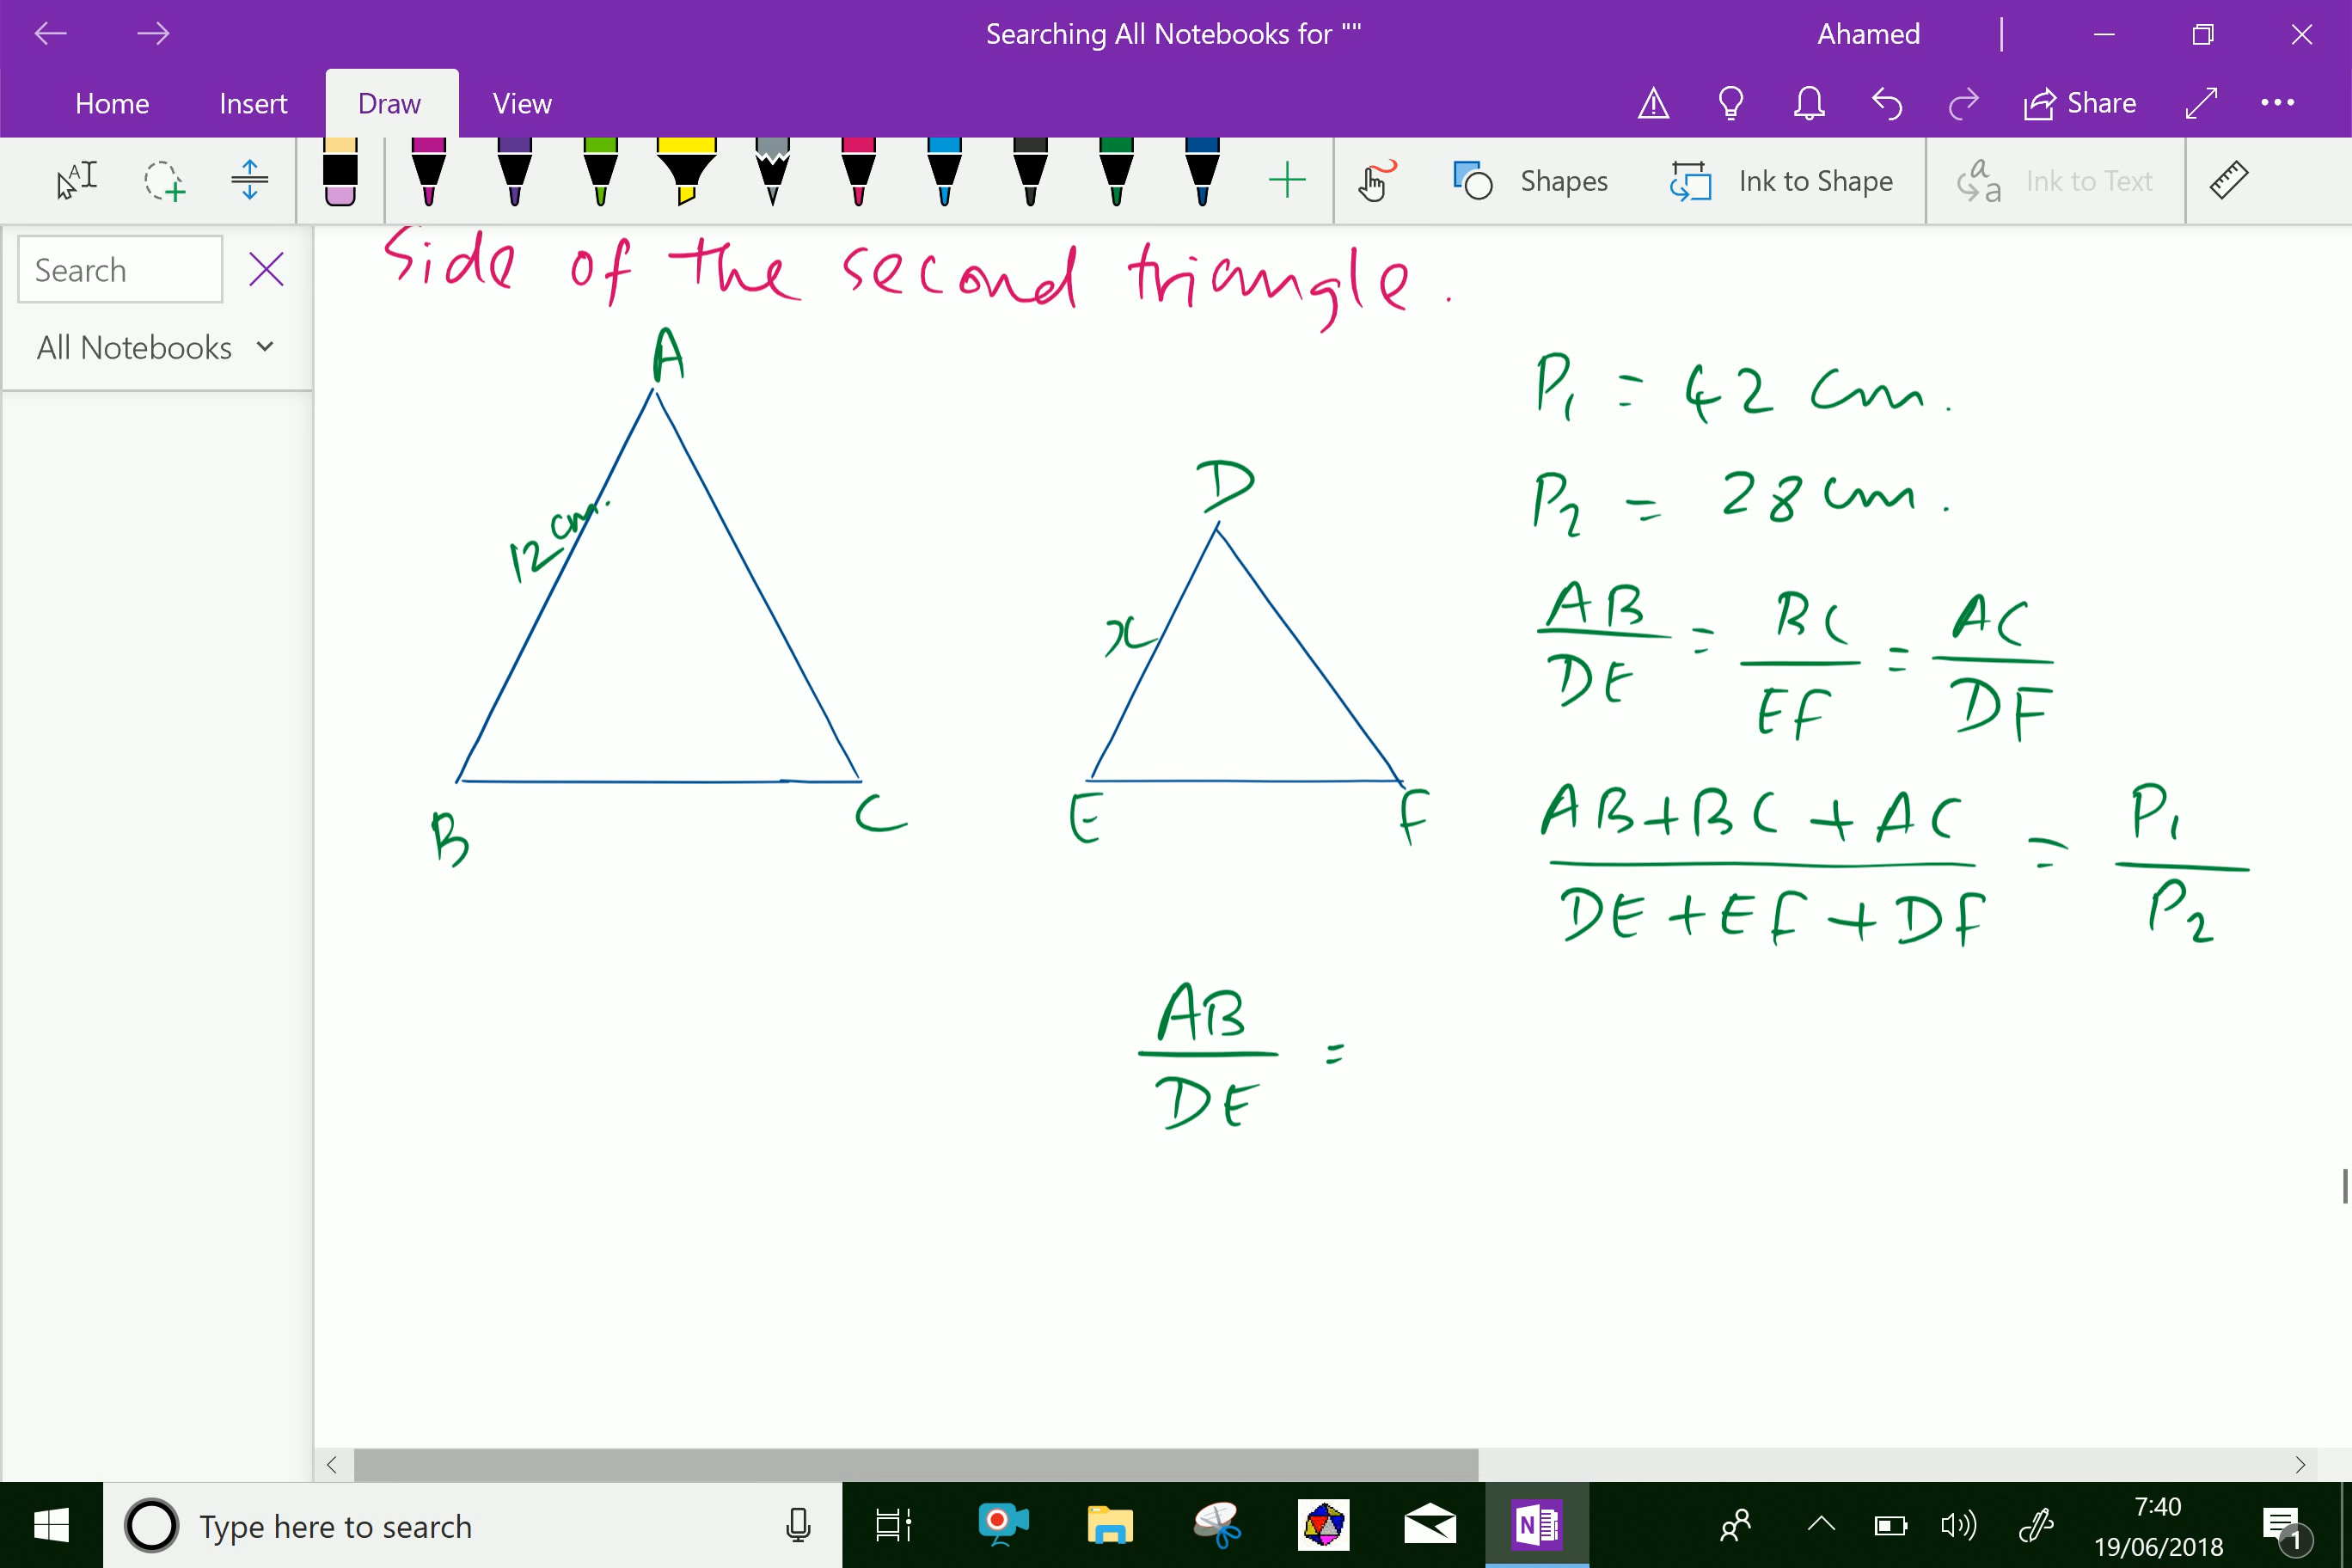 Searching All Notebooks for ""
Ahamed
Home Insert Draw View
Share
Shapes
Ink to Shape
Ink to Text
Search
All Notebooks
Side of the second triangle.
A
12 cm.
B
C
D
x
E
F
P₁ = 42 cm.
P₂ = 28 cm.
AB/DE = BC/EF = AC/DF
AB+BC+AC/DE+EF+DF = P₁/P₂
AB/DE =
Type here to search
N
7:40
19/06/2018
1